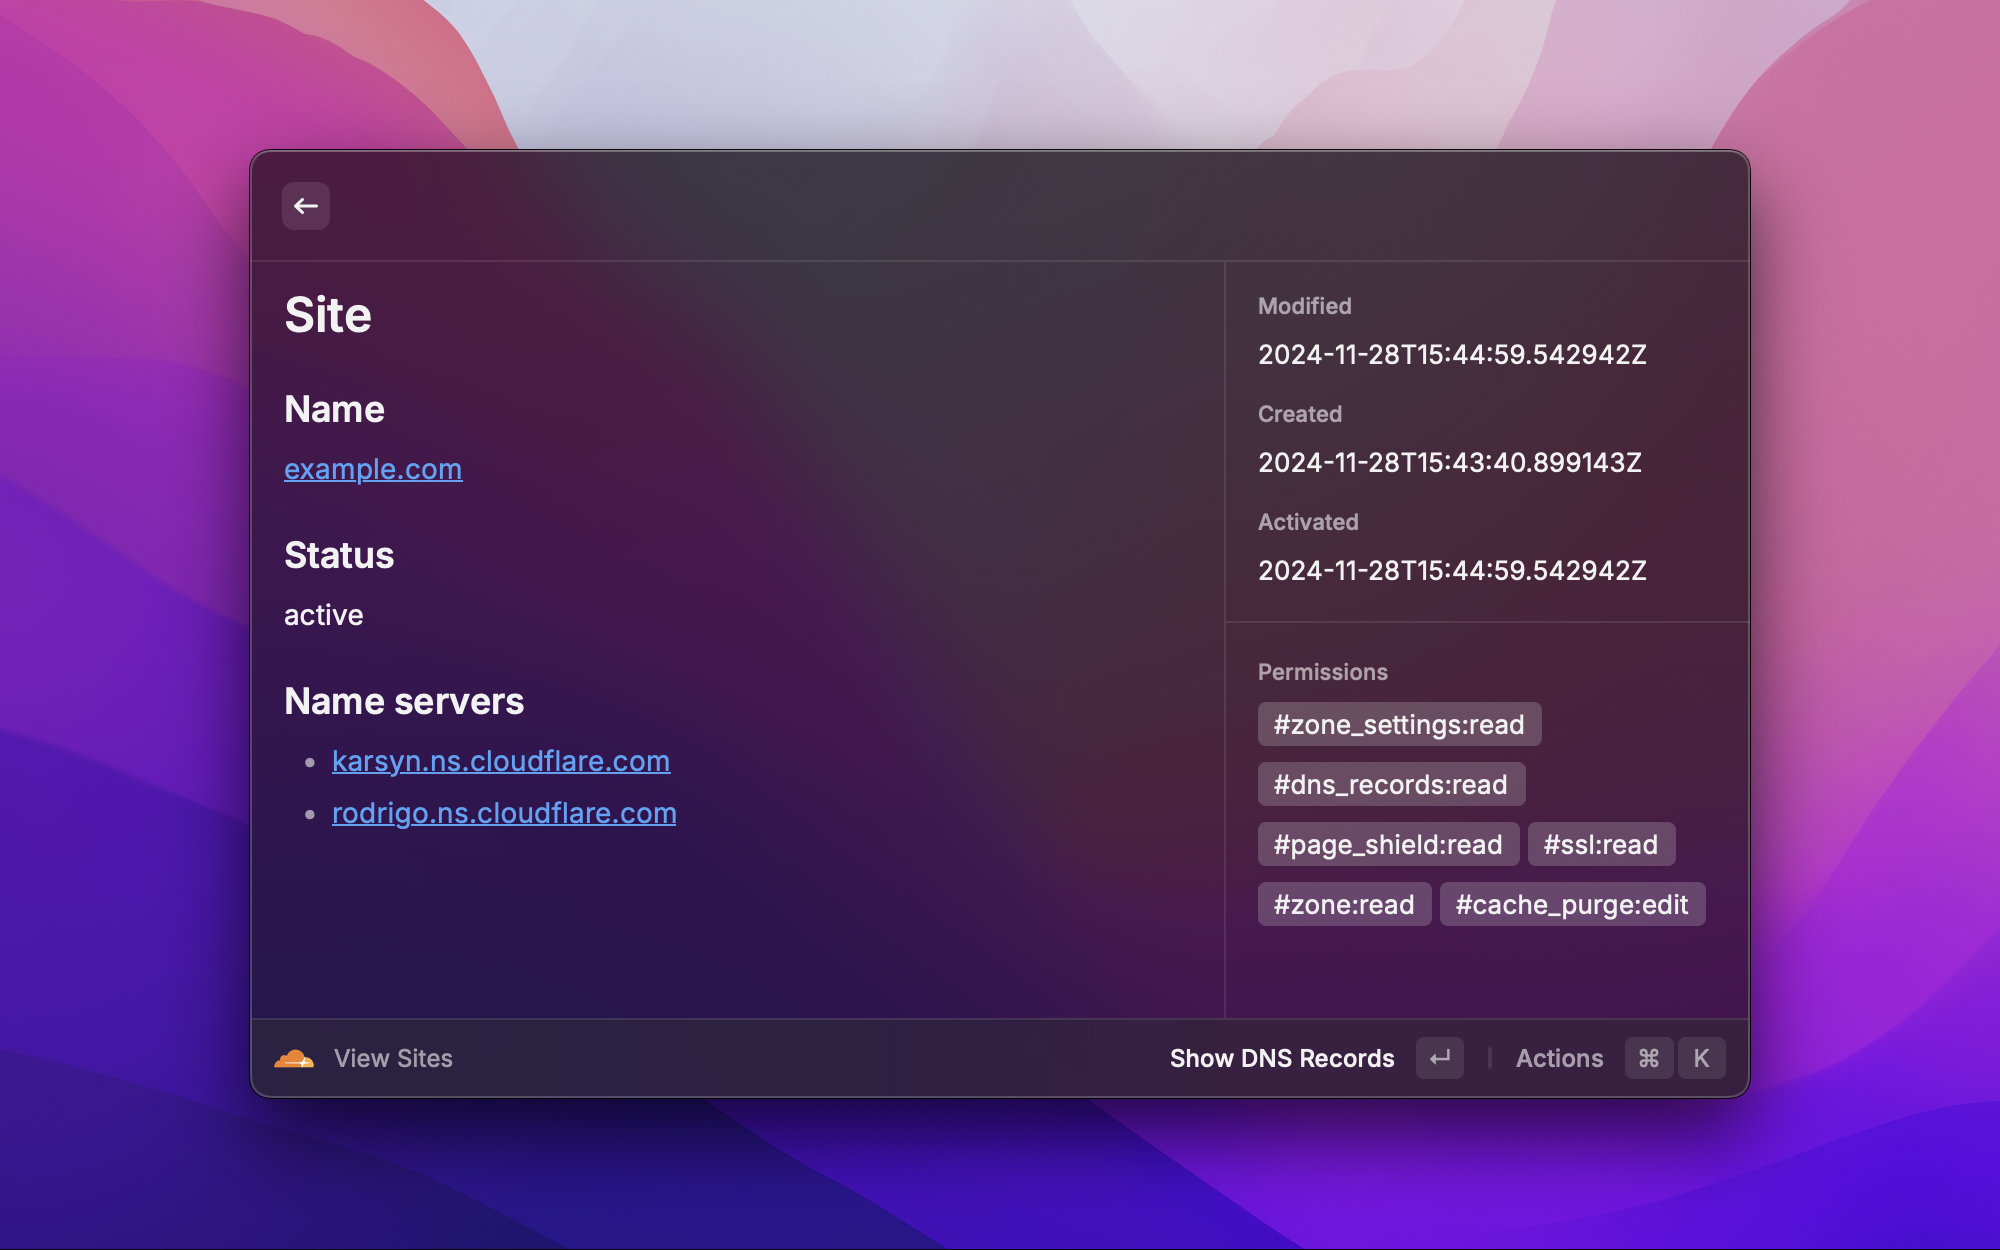 Site
Name
example.com
Status
active
Name servers
karsyn.ns.cloudflare.com
rodrigo.ns.cloudflare.com
Modified
2024-11-28T15:44:59.542942Z
Created
2024-11-28T15:43:40.899143Z
Activated
2024-11-28T15:44:59.542942Z
Permissions
#zone_settings:read
#dns_records:read
#page_shield:read #ssl:read
#zone:read #cache_purge:edit
View Sites Show DNS Records ↵ | Actions ⌘ K